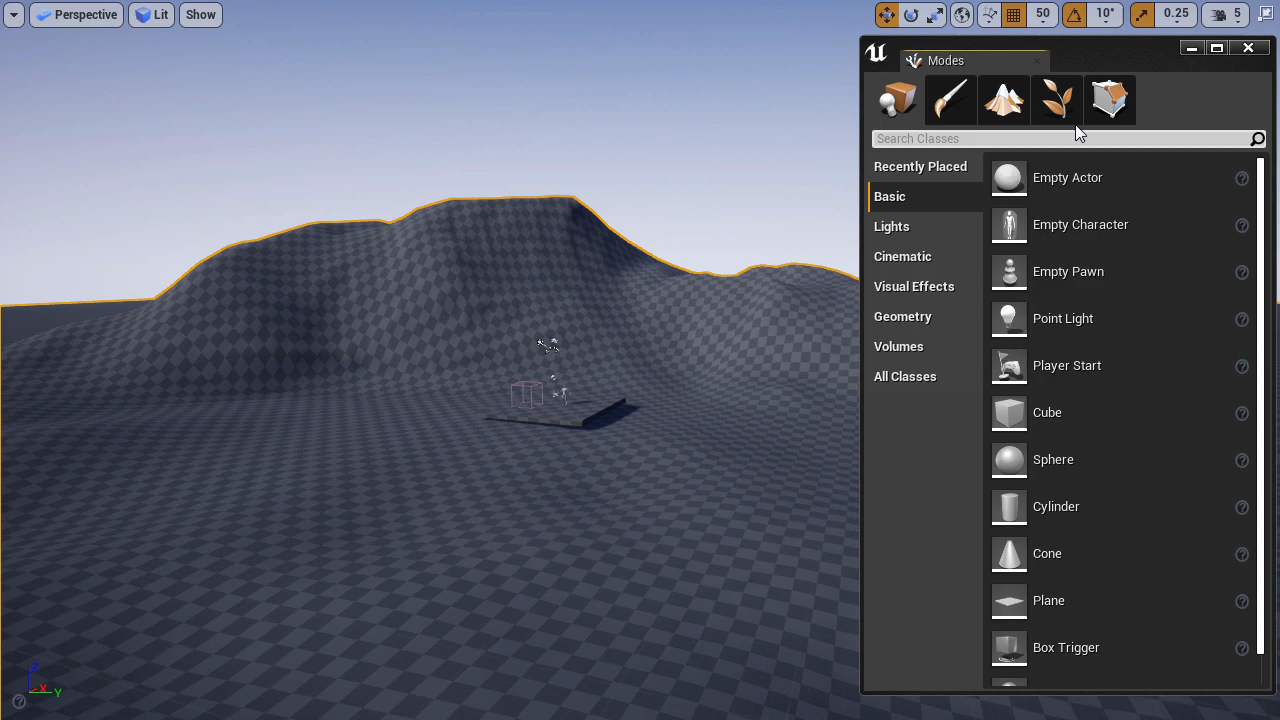 Perspective Lit Show 50 10° 0.25 5
Modes
Search Classes
Recently Placed
Basic
Lights
Cinematic
Visual Effects
Geometry
Volumes
All Classes
Empty Actor
Empty Character
Empty Pawn
Point Light
Player Start
Cube
Sphere
Cylinder
Cone
Plane
Box Trigger
Z
X
Y